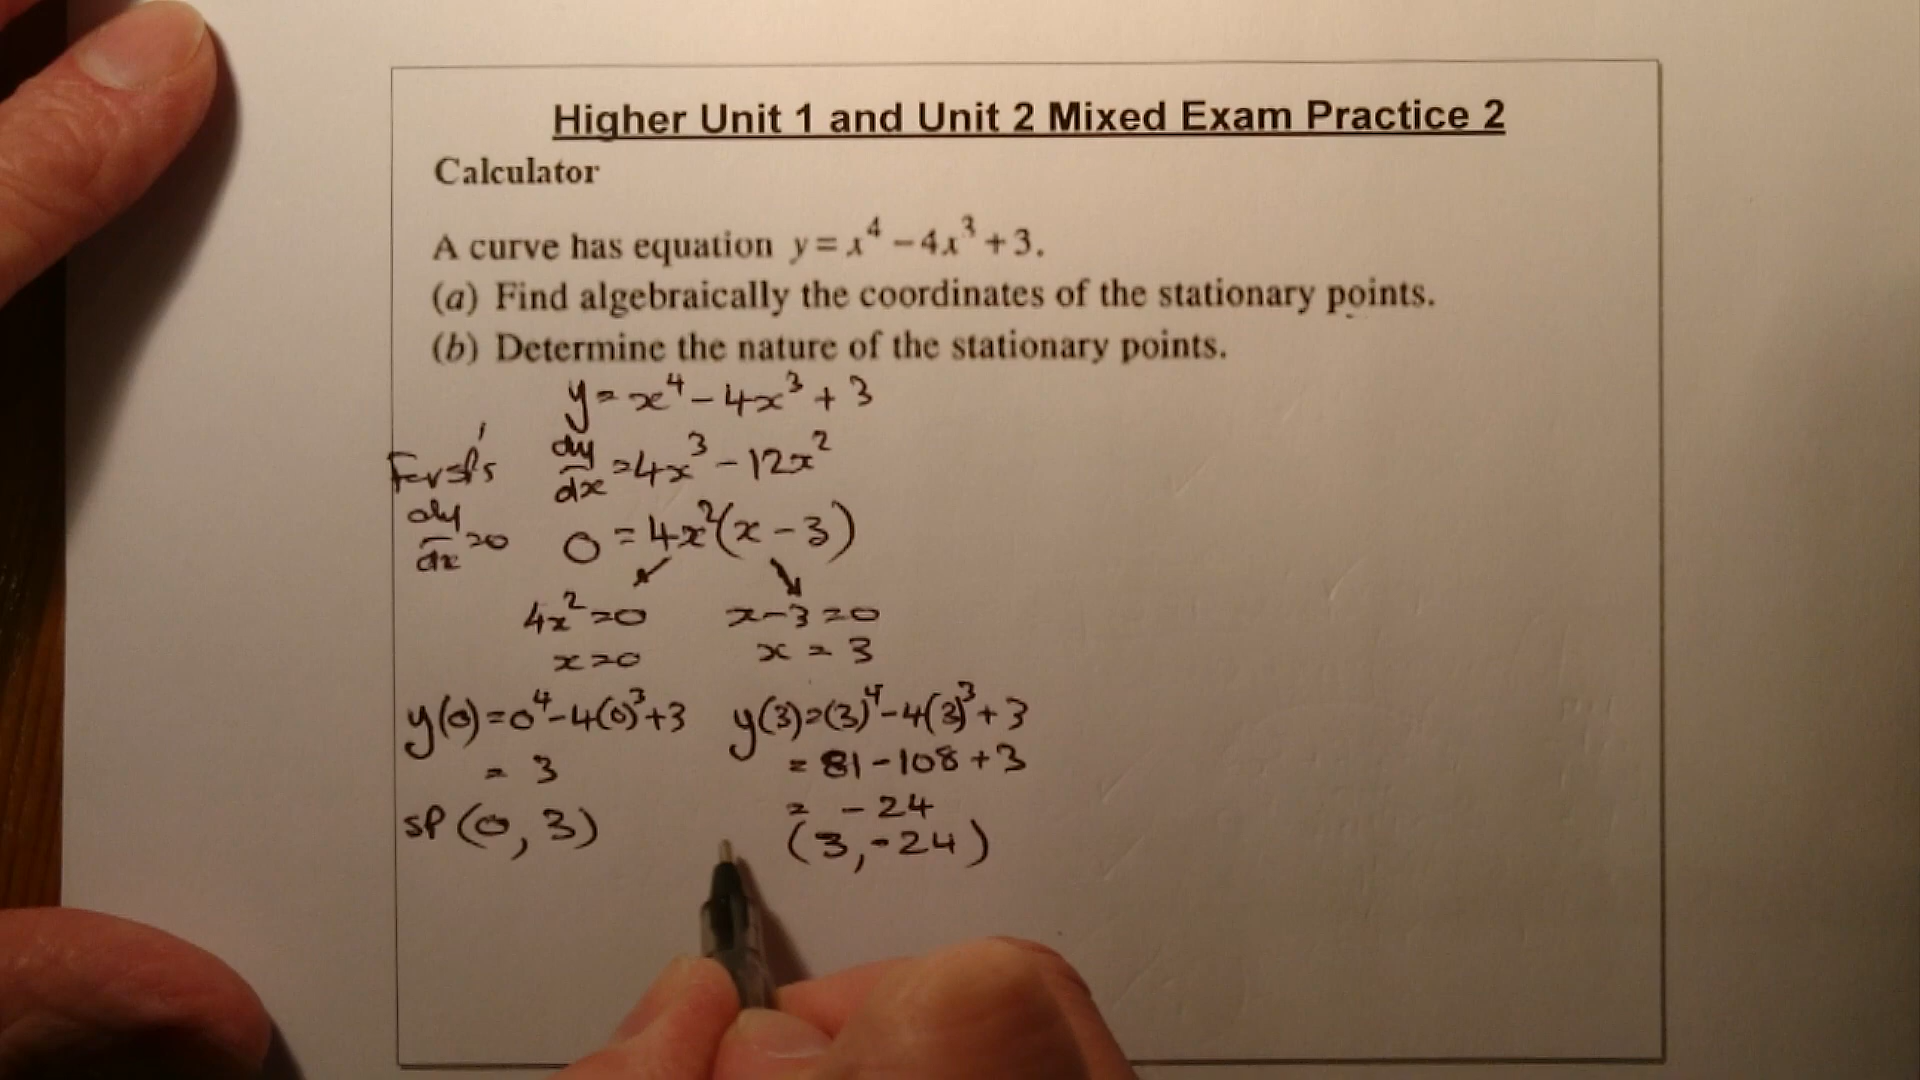 Higher Unit 1 and Unit 2 Mixed Exam Practice 2
Calculator
A curve has equation y = x⁴ − 4x³ + 3.
(a) Find algebraically the coordinates of the stationary points.
(b) Determine the nature of the stationary points.
y = x⁴ − 4x³ + 3
dy/dx = 4x³ − 12x²
dy/dx = 0 0 = 4x²(x − 3)
4x² = 0 x − 3 = 0
x = 0 x = 3
y(0) = 0⁴ − 4(0)³ + 3 y(3) = (3)⁴ − 4(3)³ + 3
= 3 = 81 − 108 + 3
= −24
SP (0, 3) (3, −24)